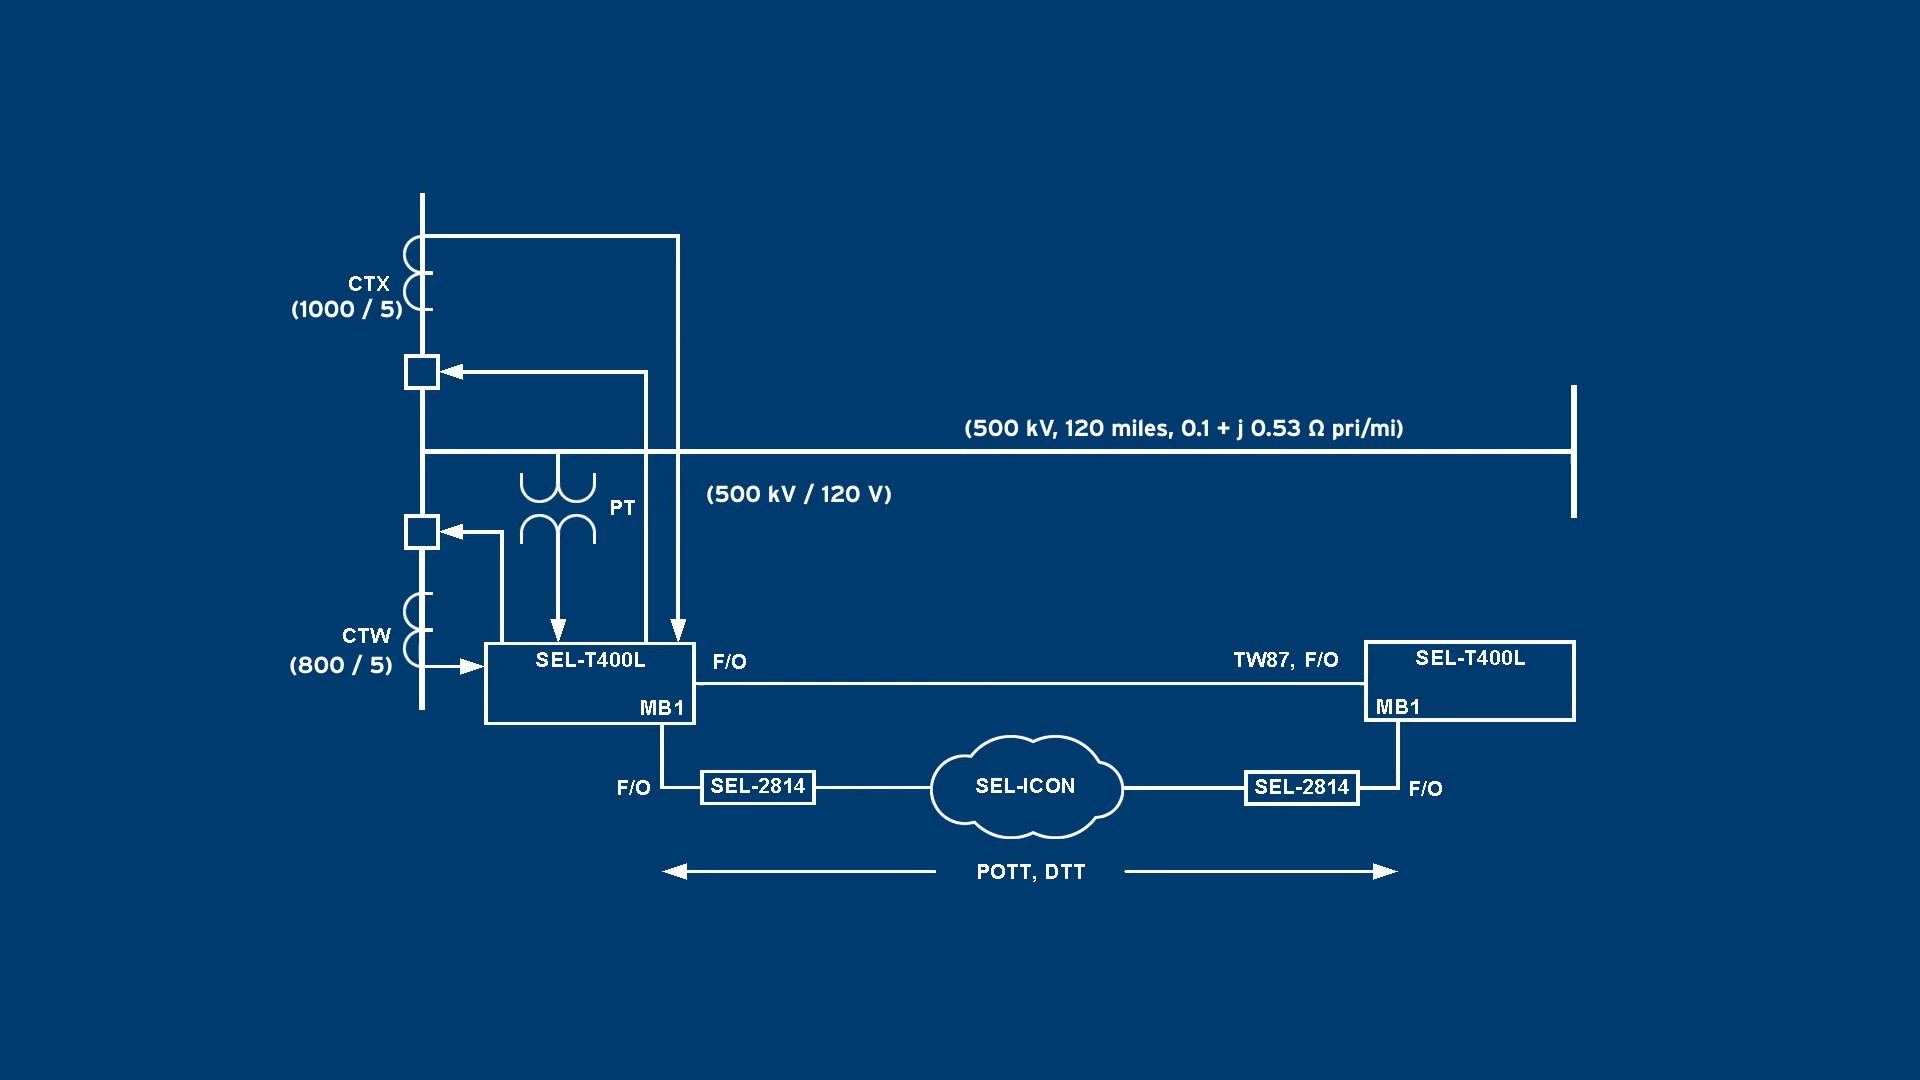 CTX
(1000 / 5)
(500 kV, 120 miles, 0.1 + j 0.53 Ω pri/mi)
(500 kV / 120 V)
PT
CTW
(800 / 5)
SEL-T400L
F/O
MB1
TW87, F/O
SEL-T400L
MB1
F/O
SEL-2814
SEL-ICON
SEL-2814
F/O
POTT, DTT